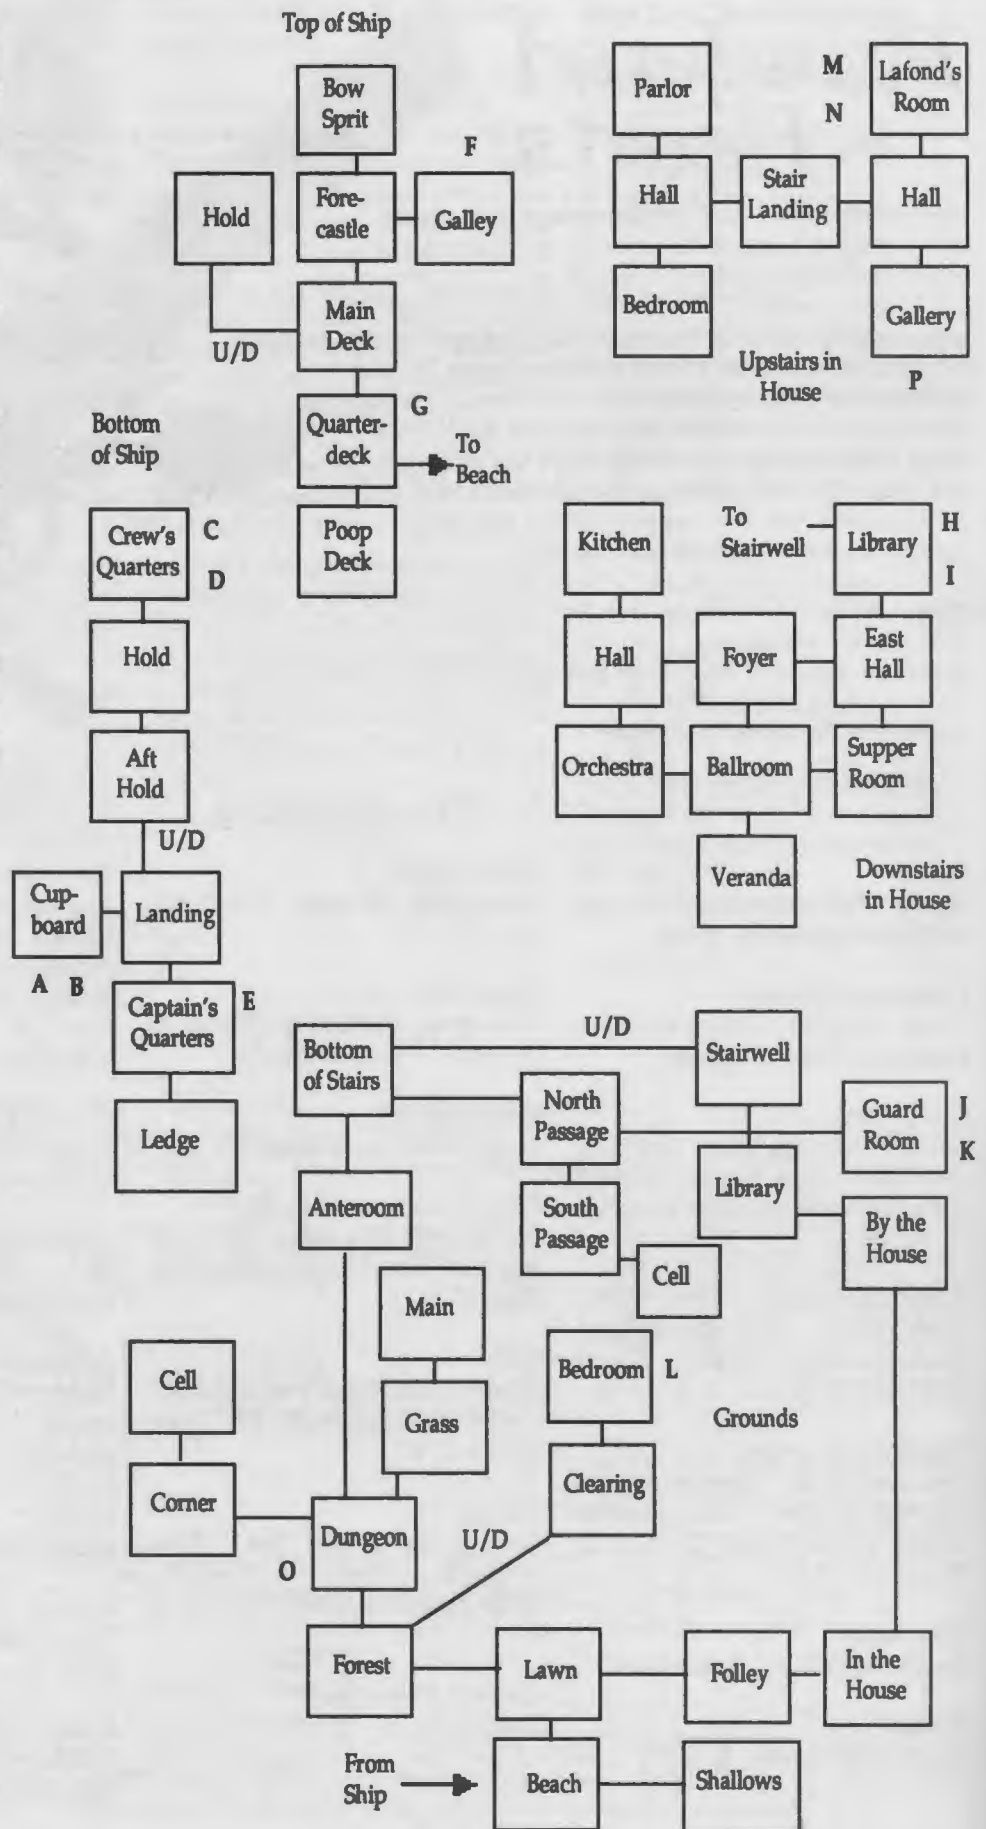 Top of Ship
Bow
Sprit
Hold
Fore-
castle
F
Galley
Main
Deck
U/D
Quarter-
deck
G
To
Beach
Poop
Deck
Parlor
M
N
Lafond's
Room
Hall
Stair
Landing
Hall
Bedroom
Gallery
Upstairs in
House
P
Bottom
of Ship
Crew's
Quarters
C
D
Hold
Aft
Hold
U/D
Cup-
board
Landing
A B
Captain's
Quarters
E
Ledge
Kitchen
To
Stairwell
Library
H
I
Hall
Foyer
East
Hall
Orchestra
Ballroom
Supper
Room
Veranda
Downstairs
in House
Bottom
of Stairs
U/D
Stairwell
North
Passage
Guard
Room
J
K
Anteroom
South
Passage
Library
By the
House
Cell
Main
Cell
Grass
Bedroom
L
Grounds
Corner
Clearing
Dungeon
U/D
O
Forest
Lawn
Folley
In the
House
From
Ship
Beach
Shallows